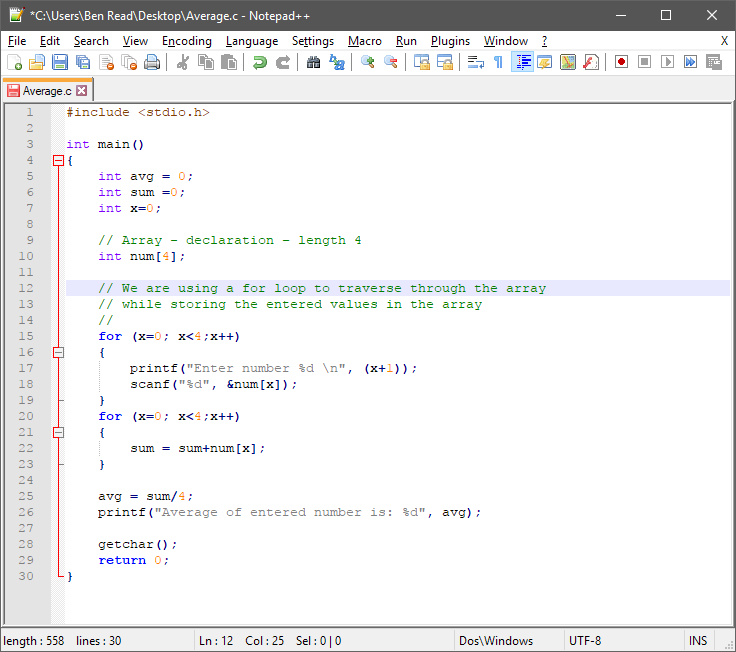 *C:\Users\Ben Read\Desktop\Average.c - Notepad++
File Edit Search View Encoding Language Settings Macro Run Plugins Window ? X
Average.c
1 #include <stdio.h>
2
3 int main()
4 {
5 int avg = 0;
6 int sum =0;
7 int x=0;
8
9 // Array - declaration - length 4
10 int num[4];
11
12 // We are using a for loop to traverse through the array
13 // while storing the entered values in the array
14 //
15 for (x=0; x<4;x++)
16 {
17 printf("Enter number %d \n", (x+1));
18 scanf("%d", &num[x]);
19 }
20 for (x=0; x<4;x++)
21 {
22 sum = sum+num[x];
23 }
24
25 avg = sum/4;
26 printf("Average of entered number is: %d", avg);
27
28 getchar();
29 return 0;
30 }
length : 558 lines : 30 Ln : 12 Col : 25 Sel : 0 | 0 Dos\Windows UTF-8 INS